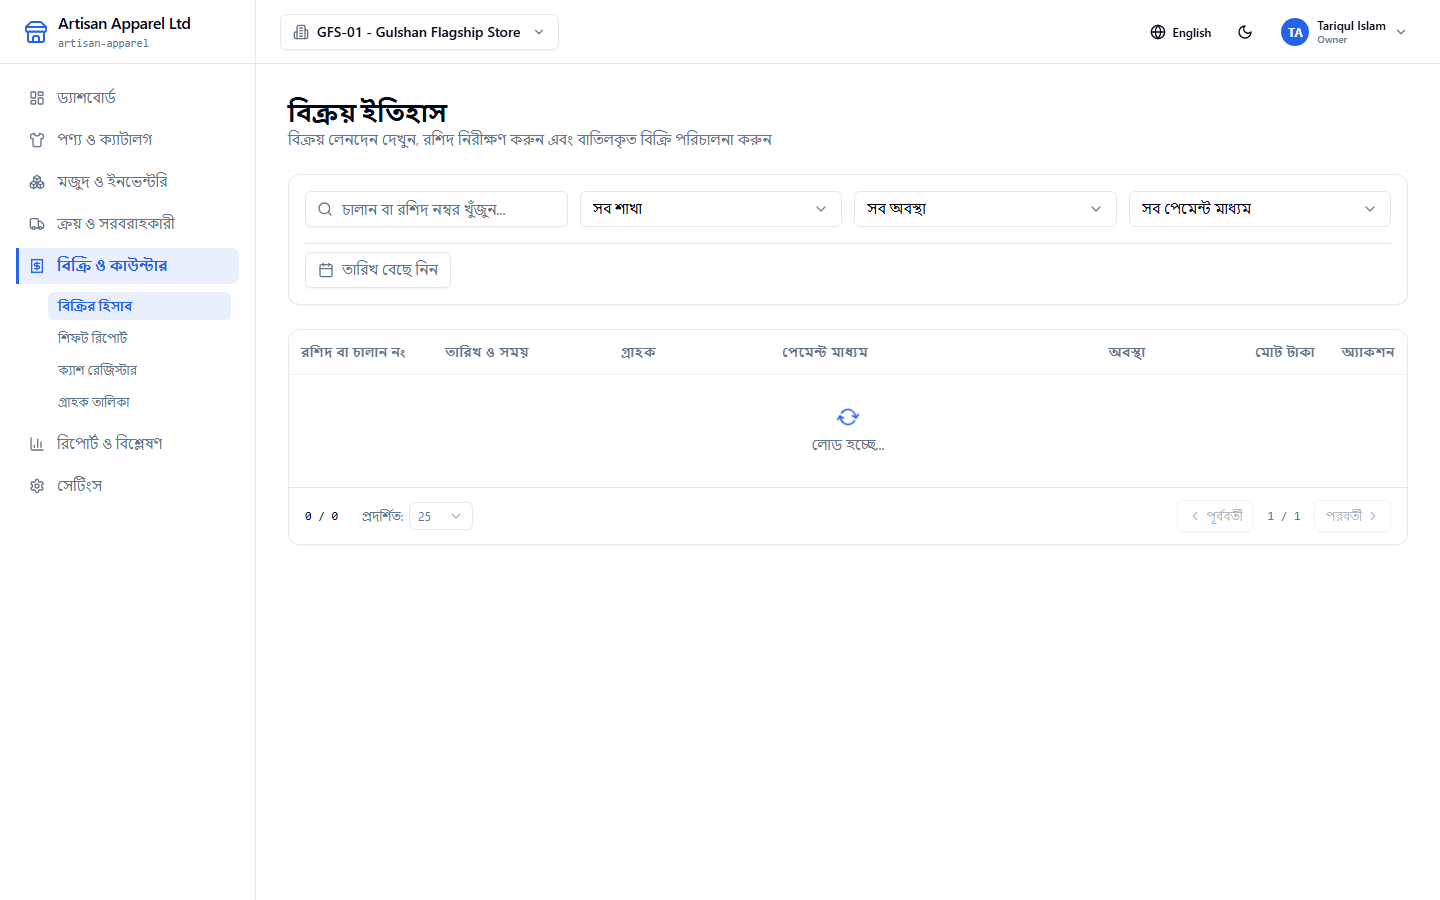 Artisan Apparel Ltd
artisan-apparel
GFS-01 - Gulshan Flagship Store
English
TA
Tariqul Islam
Owner
ড্যাশবোর্ড
পণ্য ও ক্যাটালগ
মজুদ ও ইনভেন্টরি
ক্রয় ও সরবরাহকারী
বিক্রি ও কাউন্টার
বিক্রির হিসাব
শিফট রিপোর্ট
ক্যাশ রেজিস্টার
গ্রাহক তালিকা
রিপোর্ট ও বিশ্লেষণ
সেটিংস
বিক্রয় ইতিহাস
বিক্রয় লেনদেন দেখুন, রশিদ নিরীক্ষণ করুন এবং বাতিলকৃত বিক্রি পরিচালনা করুন
চালান বা রশিদ নম্বর খুঁজুন...
সব শাখা
সব অবস্থা
সব পেমেন্ট মাধ্যম
তারিখ বেছে নিন
রশিদ বা চালান নং
তারিখ ও সময়
গ্রাহক
পেমেন্ট মাধ্যম
অবস্থা
মোট টাকা
অ্যাকশন
লোড হচ্ছে...
0 / 0
প্রদর্শিত:
25
পূর্ববর্তী
1 / 1
পরবর্তী